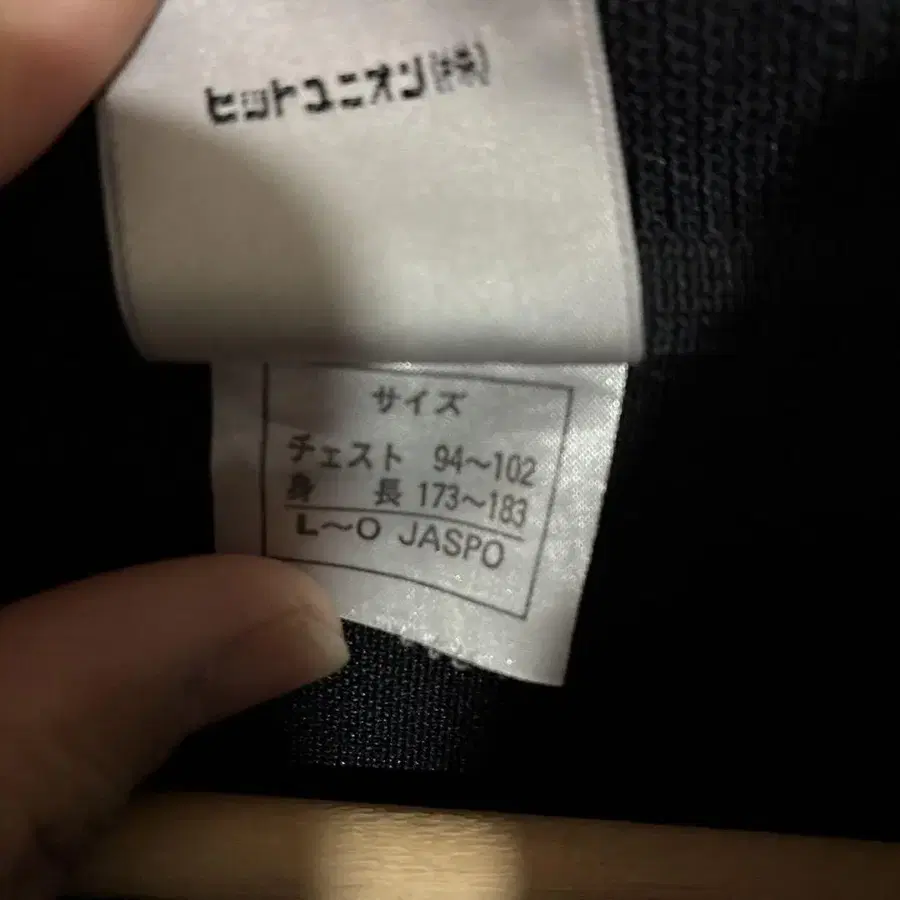 ヒットユニオン(株)
サイズ
チェスト 94〜102
身 長 173〜183
L〜O JASPO